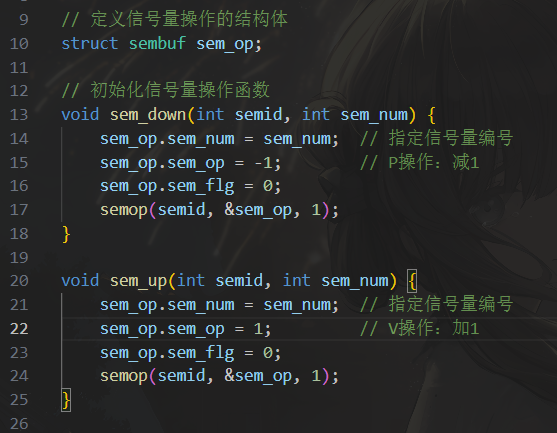 9 // 定义信号量操作的结构体
10 struct sembuf sem_op;
11
12 // 初始化信号量操作函数
13 void sem_down(int semid, int sem_num) {
14 sem_op.sem_num = sem_num; // 指定信号量编号
15 sem_op.sem_op = -1; // P操作：减1
16 sem_op.sem_flg = 0;
17 semop(semid, &sem_op, 1);
18 }
19
20 void sem_up(int semid, int sem_num) {
21 sem_op.sem_num = sem_num; // 指定信号量编号
22 sem_op.sem_op = 1; // V操作：加1
23 sem_op.sem_flg = 0;
24 semop(semid, &sem_op, 1);
25 }
26